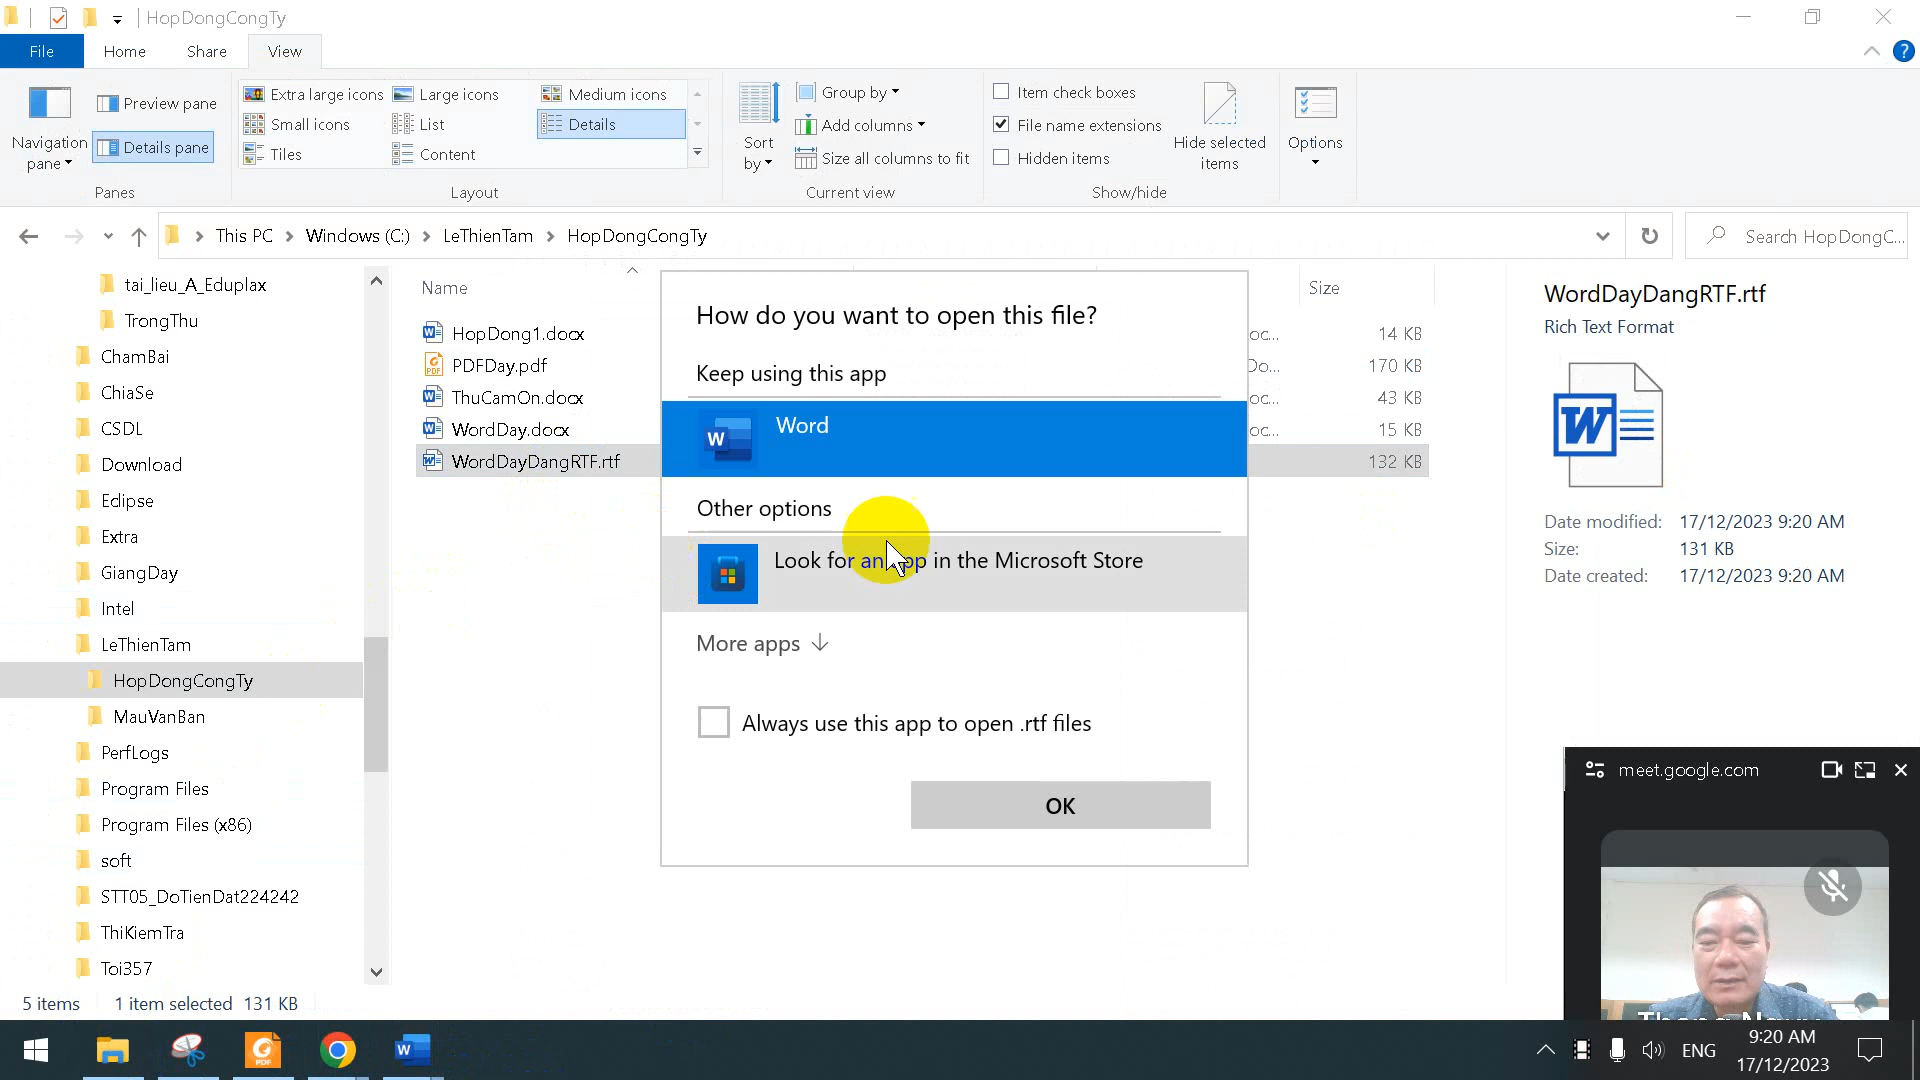 HopDongCongTy
File Home Share View
Navigation pane
Preview pane
Details pane
Panes
Extra large icons Large icons Medium icons
Small icons List Details
Tiles Content
Layout
Sort by
Group by
Add columns
Size all columns to fit
Current view
Item check boxes
File name extensions
Hidden items
Hide selected items
Show/hide
Options
This PC Windows (C:) LeThienTam HopDongCongTy
Search HopDongC...
tai_lieu_A_Eduplax
TrongThu
ChamBai
ChiaSe
CSDL
Download
Eclipse
Extra
GiangDay
Intel
LeThienTam
HopDongCongTy
MauVanBan
PerfLogs
Program Files
Program Files (x86)
soft
STT05_DoTienDat224242
ThiKiemTra
Toi357
Name Size
HopDong1.docx oc... 14 KB
PDFDay.pdf Do... 170 KB
ThuCamOn.docx oc... 43 KB
WordDay.docx oc... 15 KB
WordDayDangRTF.rtf 132 KB
How do you want to open this file?
Keep using this app
Word
Other options
Look for an app in the Microsoft Store
More apps
Always use this app to open .rtf files
OK
WordDayDangRTF.rtf
Rich Text Format
Date modified: 17/12/2023 9:20 AM
Size: 131 KB
Date created: 17/12/2023 9:20 AM
meet.google.com
5 items 1 item selected 131 KB
ENG
9:20 AM
17/12/2023